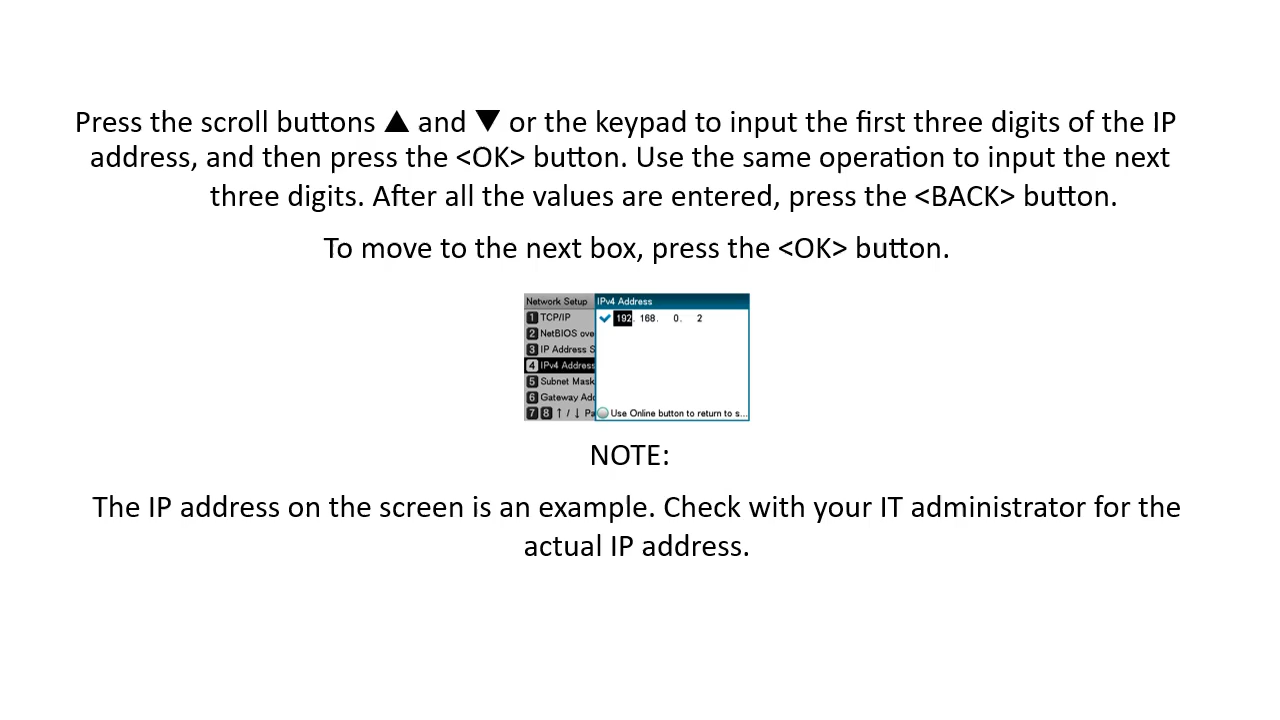 Press the scroll buttons ▲ and ▼ or the keypad to input the first three digits of the IP
address, and then press the <OK> button. Use the same operation to input the next
three digits. After all the values are entered, press the <BACK> button.
To move to the next box, press the <OK> button.
Network Setup
1 TCP/IP
2 NetBIOS ove
3 IP Address S
4 IPv4 Address
5 Subnet Mask
6 Gateway Add
7 8 ↑ / ↓ Pa
IPv4 Address
192. 168. 0. 2
Use Online button to return to s...
NOTE:
The IP address on the screen is an example. Check with your IT administrator for the
actual IP address.